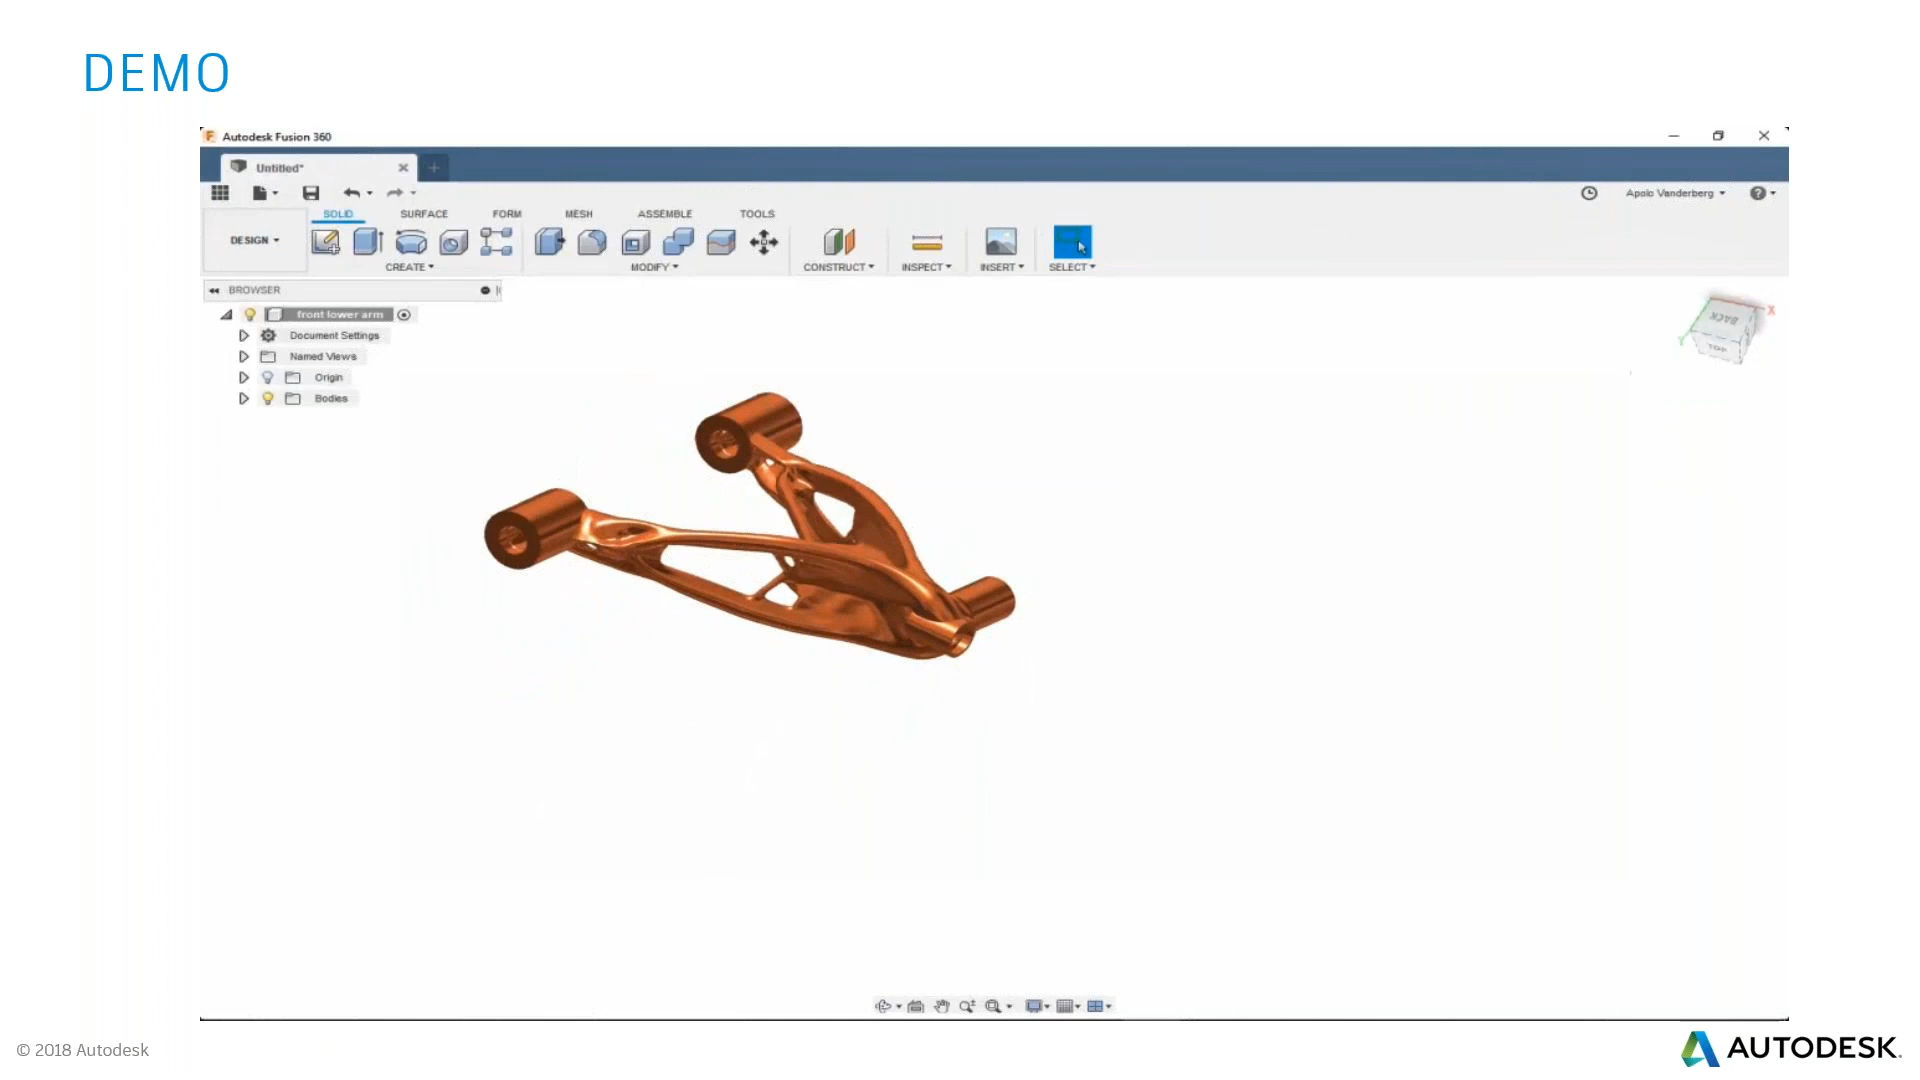 DEMO
Autodesk Fusion 360
Untitled*
Apolo Vanderberg
SOLID SURFACE FORM MESH ASSEMBLE TOOLS
DESIGN
CREATE MODIFY CONSTRUCT INSPECT INSERT SELECT
BROWSER
front lower arm
Document Settings
Named Views
Origin
Bodies
X
BACK
Y
TOP
© 2018 Autodesk
AUTODESK.